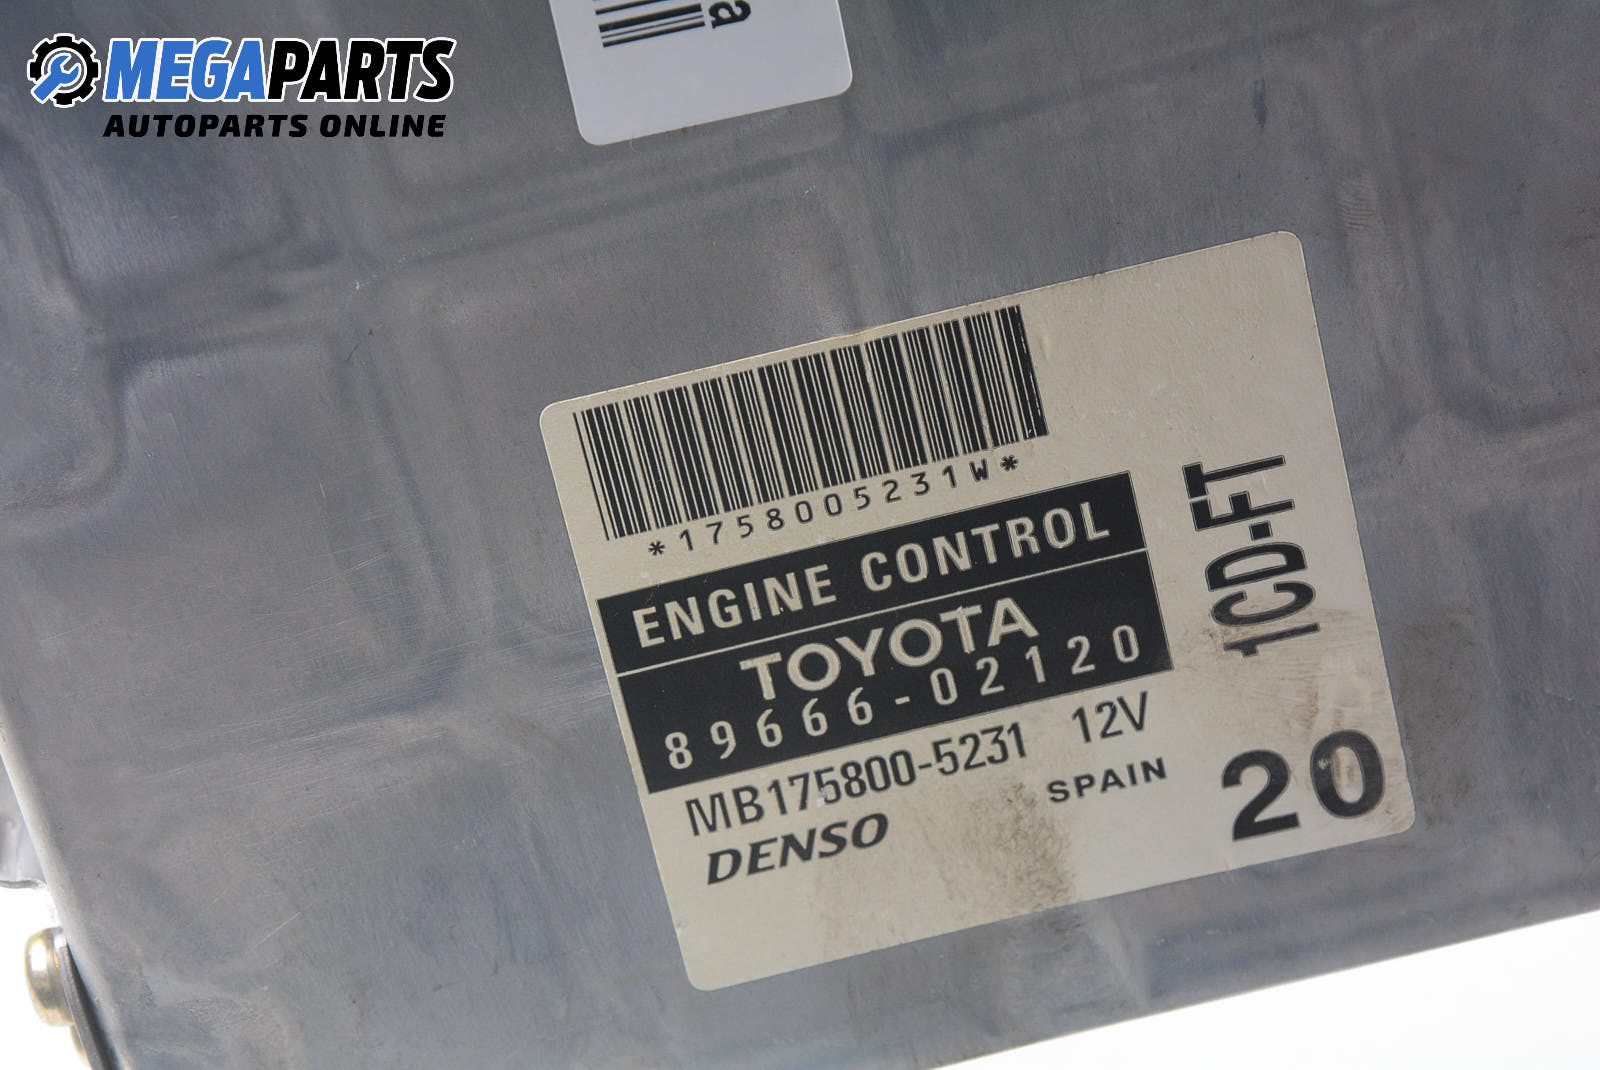 MEGAPARTS
AUTOPARTS ONLINE
a
*1758005231W*
ENGINE CONTROL
TOYOTA
89666-02120
MB175800-5231 12V
DENSO
SPAIN
1CD-FT
20